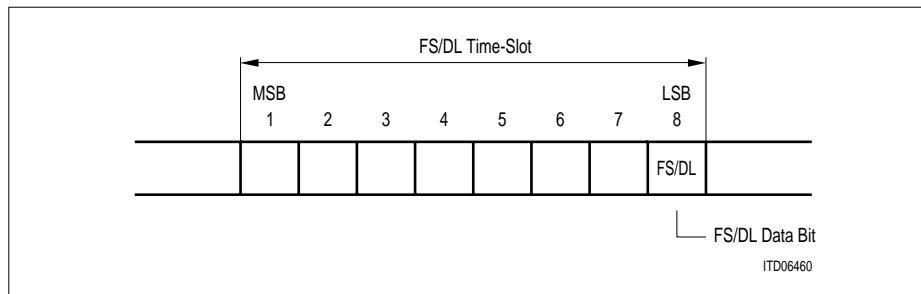 FS/DL Time-Slot
MSB LSB
1 2 3 4 5 6 7 8
FS/DL
FS/DL Data Bit
ITD06460